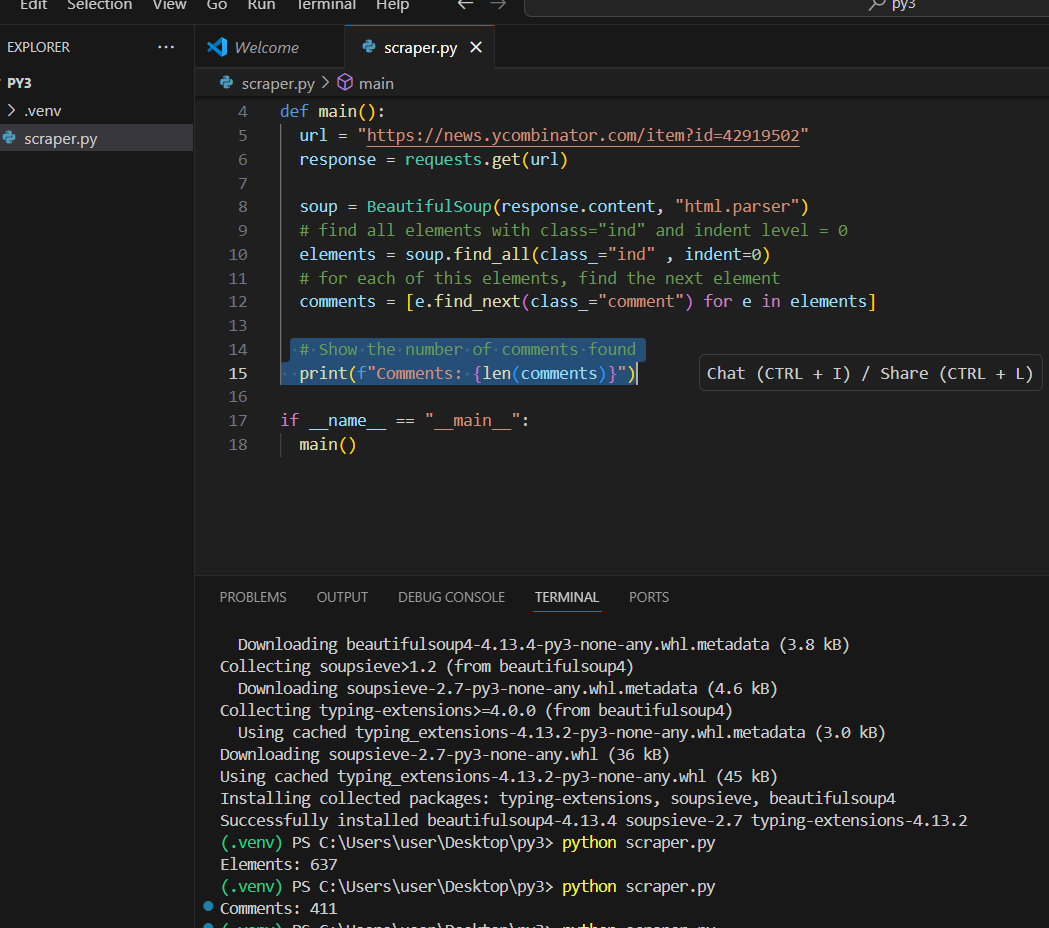 Edit Selection View Go Run Terminal Help ← → py3
EXPLORER ··· Welcome scraper.py ×
PY3
> .venv
scraper.py
scraper.py > main
4 def main():
5 url = "https://news.ycombinator.com/item?id=42919502"
6 response = requests.get(url)
7
8 soup = BeautifulSoup(response.content, "html.parser")
9 # find all elements with class="ind" and indent level = 0
10 elements = soup.find_all(class_="ind" , indent=0)
11 # for each of this elements, find the next element
12 comments = [e.find_next(class_="comment") for e in elements]
13
14 # Show the number of comments found
15 print(f"Comments: {len(comments)}")
Chat (CTRL + I) / Share (CTRL + L)
16
17 if __name__ == "__main__":
18 main()
PROBLEMS OUTPUT DEBUG CONSOLE TERMINAL PORTS
Downloading beautifulsoup4-4.13.4-py3-none-any.whl.metadata (3.8 kB)
Collecting soupsieve>1.2 (from beautifulsoup4)
Downloading soupsieve-2.7-py3-none-any.whl.metadata (4.6 kB)
Collecting typing-extensions>=4.0.0 (from beautifulsoup4)
Using cached typing_extensions-4.13.2-py3-none-any.whl.metadata (3.0 kB)
Downloading soupsieve-2.7-py3-none-any.whl (36 kB)
Using cached typing_extensions-4.13.2-py3-none-any.whl (45 kB)
Installing collected packages: typing-extensions, soupsieve, beautifulsoup4
Successfully installed beautifulsoup4-4.13.4 soupsieve-2.7 typing-extensions-4.13.2
(.venv) PS C:\Users\user\Desktop\py3> python scraper.py
Elements: 637
(.venv) PS C:\Users\user\Desktop\py3> python scraper.py
Comments: 411
(.venv) PS C:\Users\user\Desktop\py3> python scraper.py